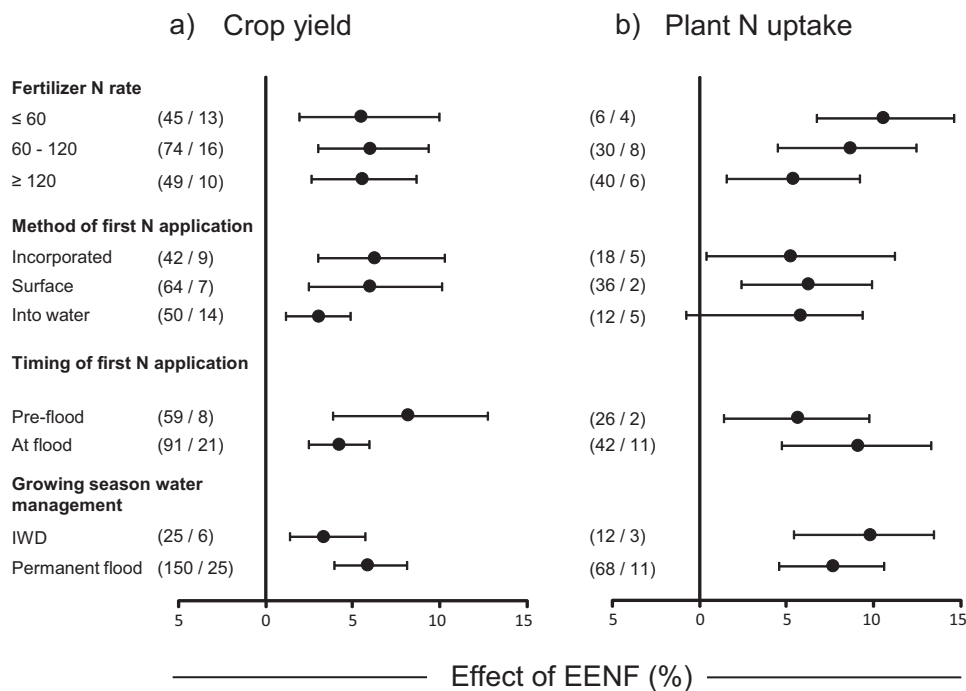 a) Crop yield b) Plant N uptake
Fertilizer N rate
≤ 60 (45 / 13) (6 / 4)
60 - 120 (74 / 16) (30 / 8)
≥ 120 (49 / 10) (40 / 6)
Method of first N application
Incorporated (42 / 9) (18 / 5)
Surface (64 / 7) (36 / 2)
Into water (50 / 14) (12 / 5)
Timing of first N application
Pre-flood (59 / 8) (26 / 2)
At flood (91 / 21) (42 / 11)
Growing season water
management
IWD (25 / 6) (12 / 3)
Permanent flood (150 / 25) (68 / 11)
5 0 5 10 15 5 0 5 10 15
Effect of EENF (%)